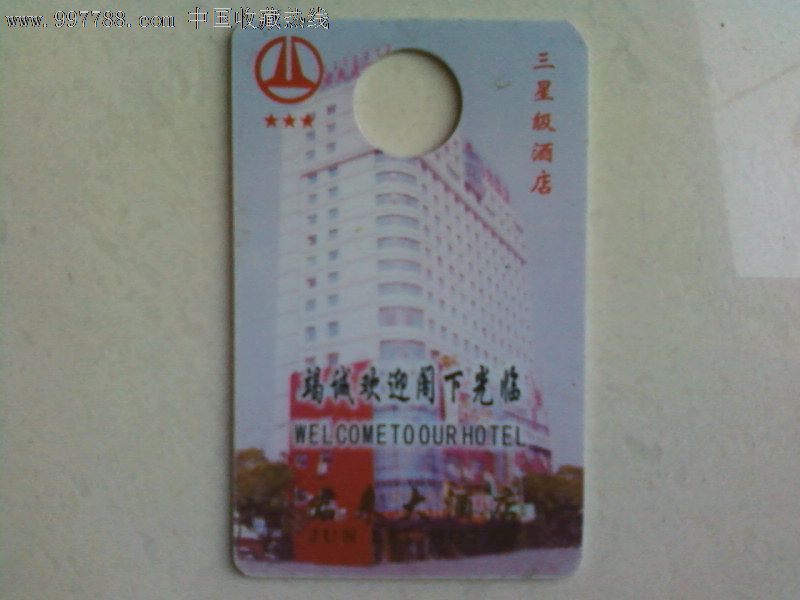 www.997788.com 中国收藏热线
三星级酒店
竭诚欢迎阁下光临
WELCOMETOOURHOTEL
大酒店
JUN